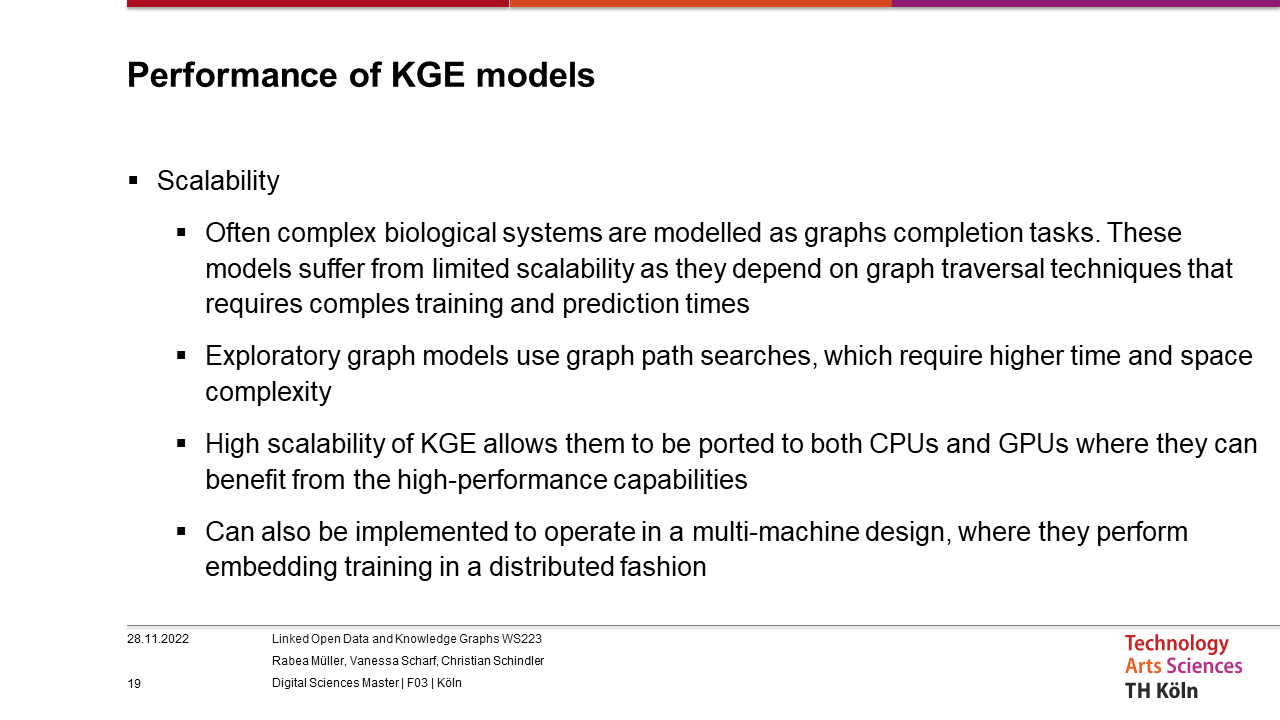 Performance of KGE models
▪ Scalability
▪ Often complex biological systems are modelled as graphs completion tasks. These
models suffer from limited scalability as they depend on graph traversal techniques that
requires comples training and prediction times
▪ Exploratory graph models use graph path searches, which require higher time and space
complexity
▪ High scalability of KGE allows them to be ported to both CPUs and GPUs where they can
benefit from the high-performance capabilities
▪ Can also be implemented to operate in a multi-machine design, where they perform
embedding training in a distributed fashion
28.11.2022
Linked Open Data and Knowledge Graphs WS223
Rabea Müller, Vanessa Scharf, Christian Schindler
19
Digital Sciences Master | F03 | Köln
Technology
Arts Sciences
TH Köln